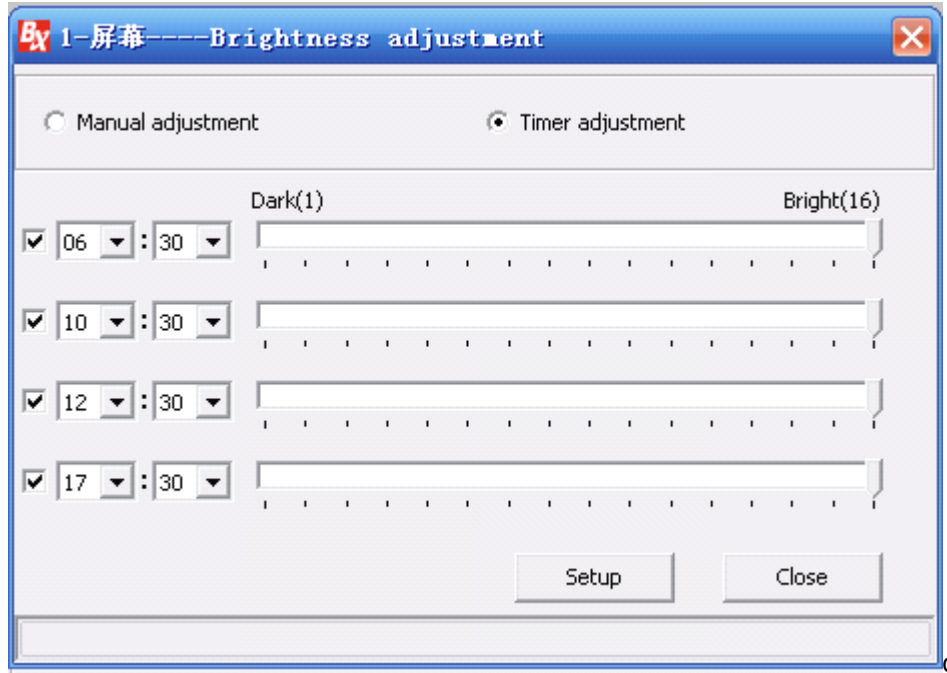 BX 1-屏幕----Brightness adjustment
Manual adjustment Timer adjustment
Dark(1) Bright(16)
06 : 30
10 : 30
12 : 30
17 : 30
Setup Close